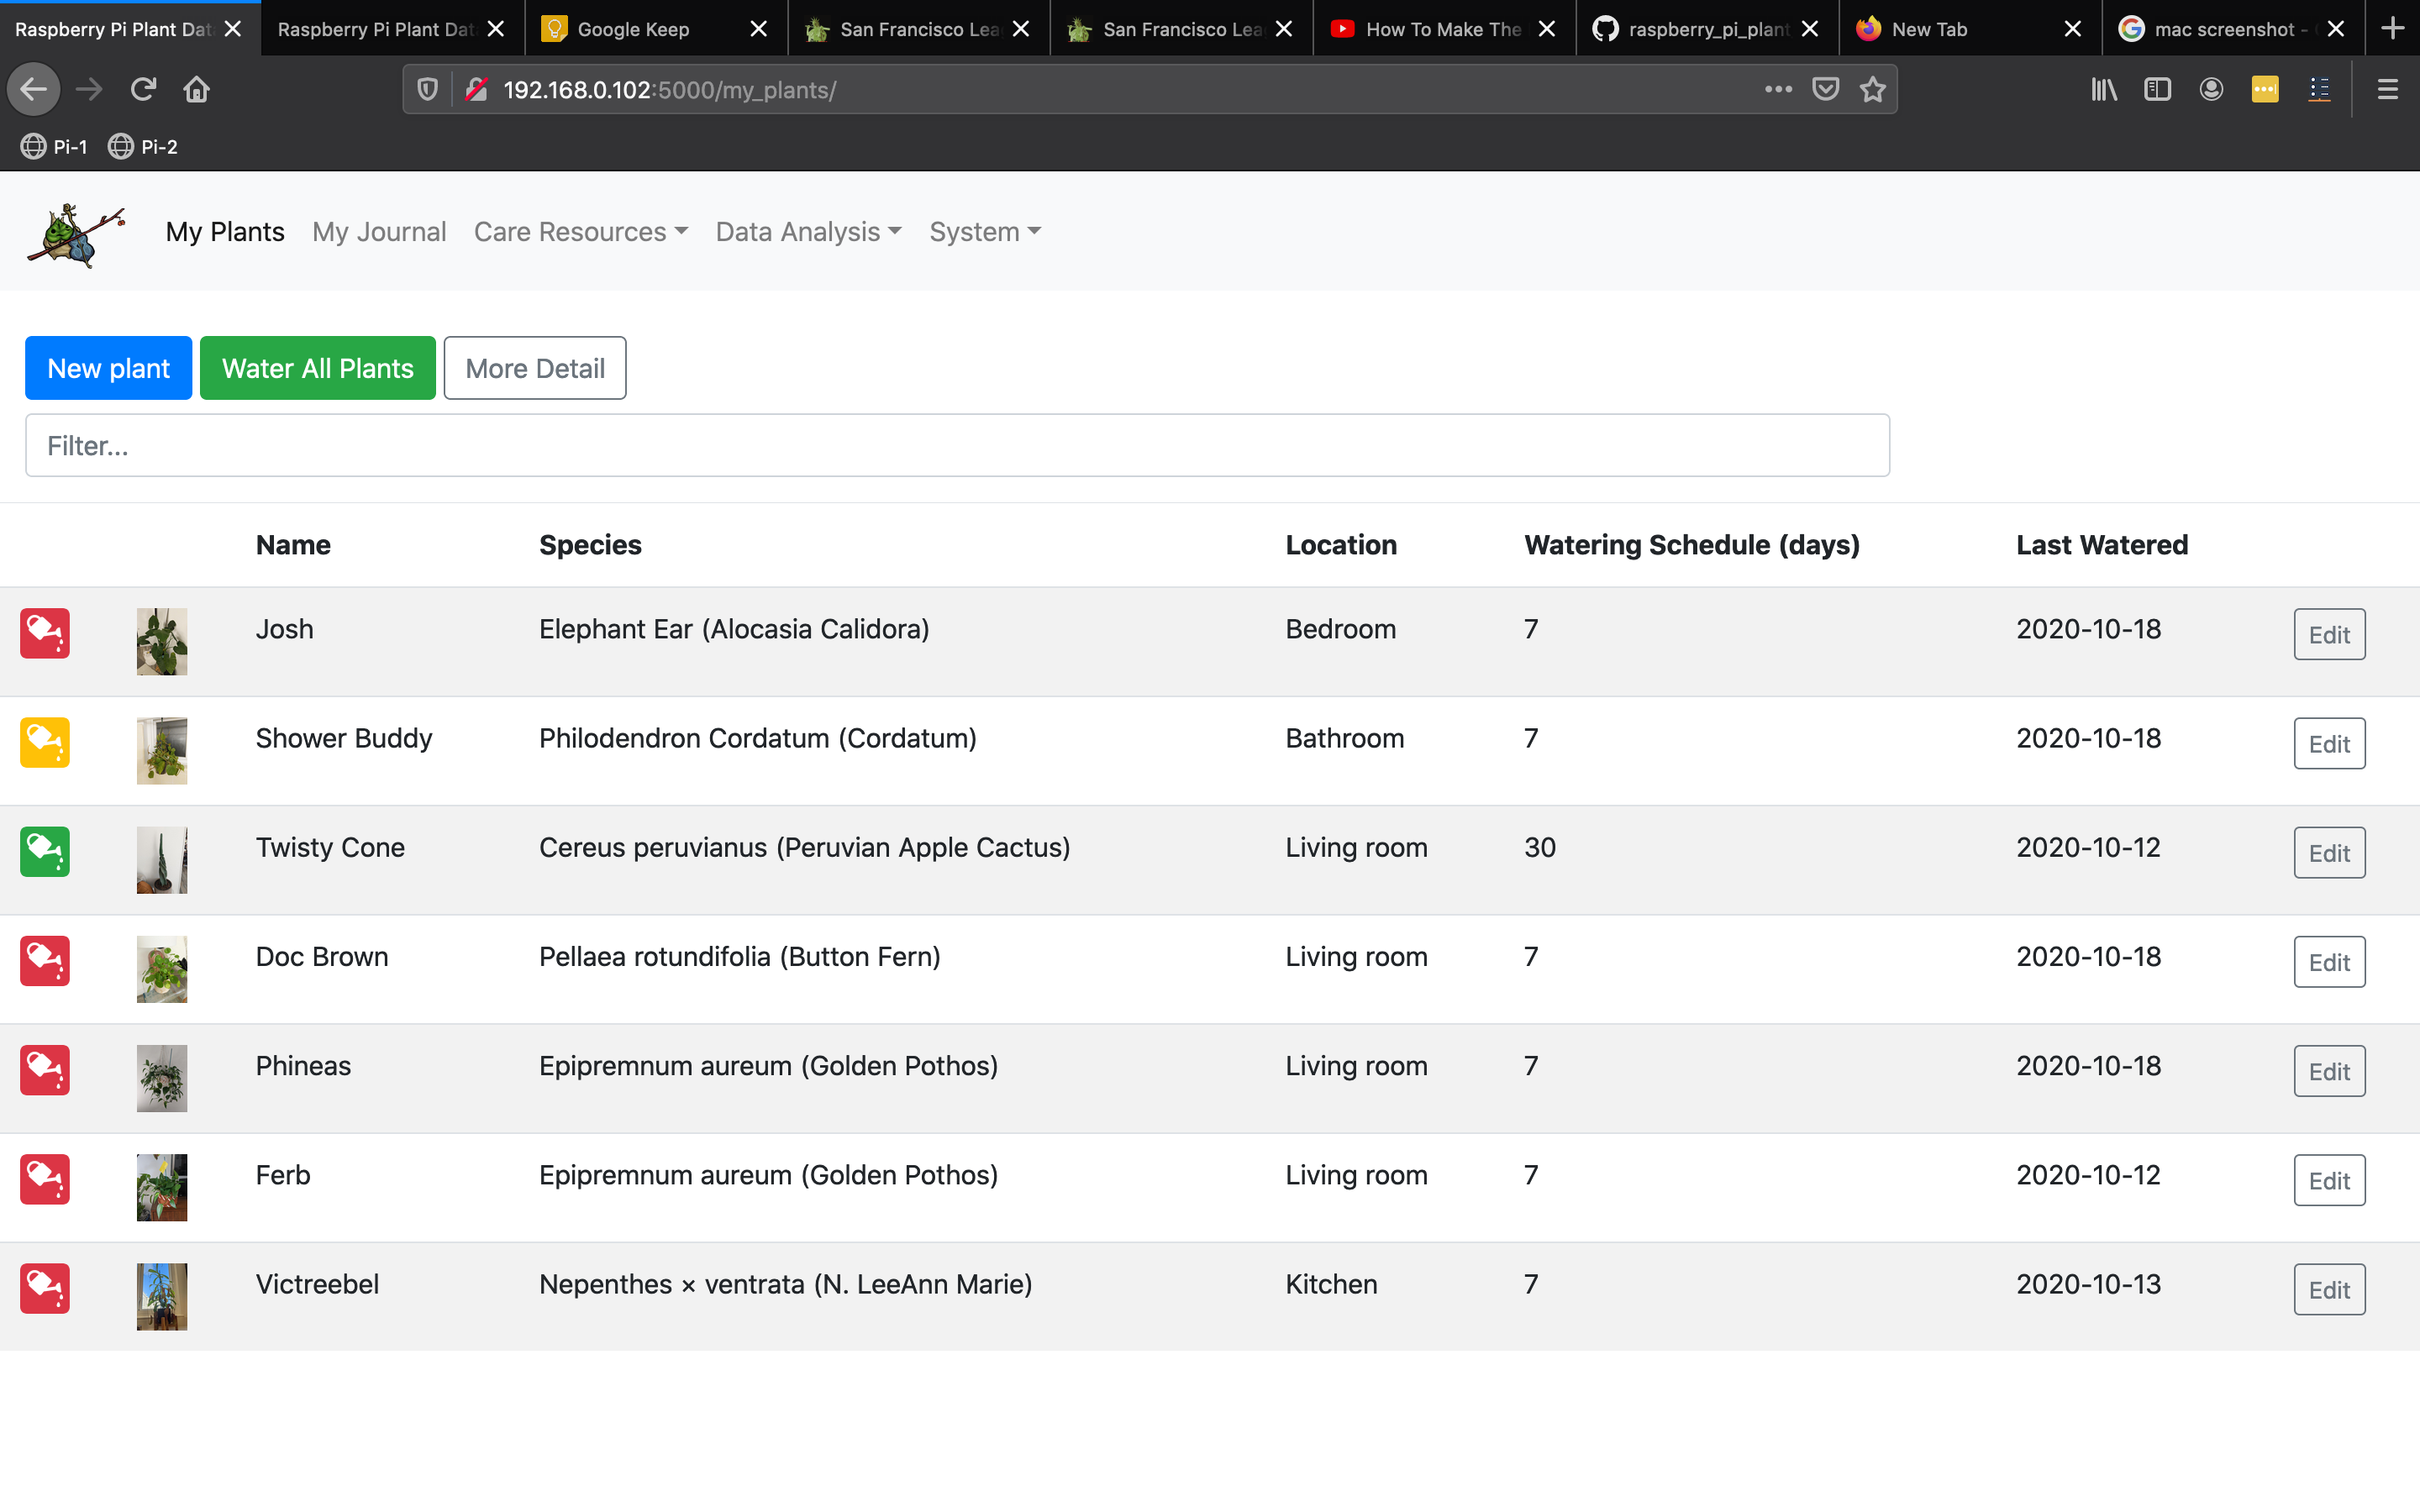 Raspberry Pi Plant Dat
Raspberry Pi Plant Dat
Google Keep
San Francisco Lea
San Francisco Lea
How To Make The
raspberry_pi_plant
New Tab
mac screenshot -
192.168.0.102:5000/my_plants/
Pi-1 Pi-2
My Plants My Journal Care Resources Data Analysis System
New plant Water All Plants More Detail
Filter...
Name Species Location Watering Schedule (days) Last Watered
Josh Elephant Ear (Alocasia Calidora) Bedroom 7 2020-10-18 Edit
Shower Buddy Philodendron Cordatum (Cordatum) Bathroom 7 2020-10-18 Edit
Twisty Cone Cereus peruvianus (Peruvian Apple Cactus) Living room 30 2020-10-12 Edit
Doc Brown Pellaea rotundifolia (Button Fern) Living room 7 2020-10-18 Edit
Phineas Epipremnum aureum (Golden Pothos) Living room 7 2020-10-18 Edit
Ferb Epipremnum aureum (Golden Pothos) Living room 7 2020-10-12 Edit
Victreebel Nepenthes × ventrata (N. LeeAnn Marie) Kitchen 7 2020-10-13 Edit